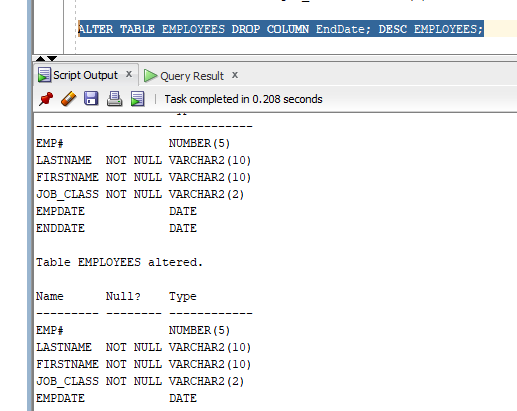 ALTER TABLE EMPLOYEES DROP COLUMN EndDate; DESC EMPLOYEES;
Script Output x Query Result x
Task completed in 0.208 seconds
--------- -------- ------------
EMP# NUMBER(5)
LASTNAME NOT NULL VARCHAR2(10)
FIRSTNAME NOT NULL VARCHAR2(10)
JOB_CLASS NOT NULL VARCHAR2(2)
EMPDATE DATE
ENDDATE DATE
Table EMPLOYEES altered.
Name Null? Type
--------- -------- ------------
EMP# NUMBER(5)
LASTNAME NOT NULL VARCHAR2(10)
FIRSTNAME NOT NULL VARCHAR2(10)
JOB_CLASS NOT NULL VARCHAR2(2)
EMPDATE DATE